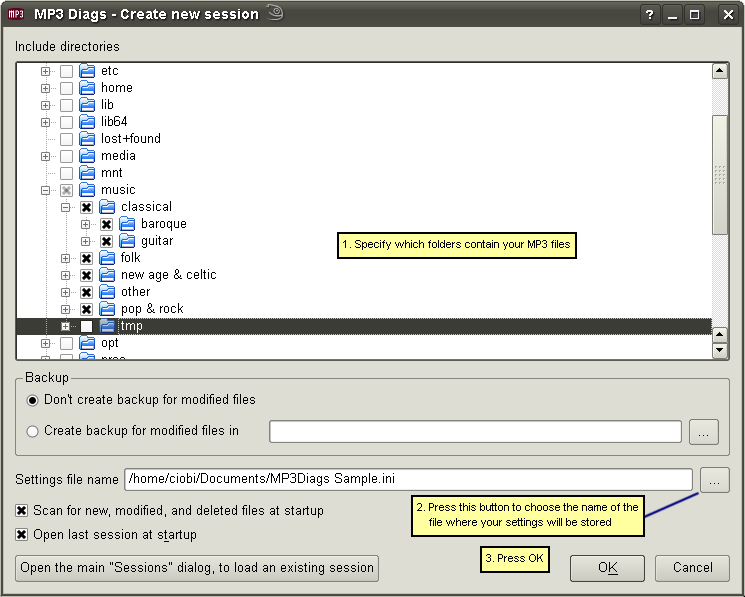 MP3 MP3 Diags - Create new session
Include directories
etc
home
lib
lib64
lost+found
media
mnt
music
classical
baroque
guitar
folk
new age & celtic
other
pop & rock
tmp
opt
1. Specify which folders contain your MP3 files
Backup
Don't create backup for modified files
Create backup for modified files in
...
Settings file name /home/ciobi/Documents/MP3Diags Sample.ini ...
Scan for new, modified, and deleted files at startup
2. Press this button to choose the name of the
file where your settings will be stored
Open last session at startup
3. Press OK
Open the main "Sessions" dialog, to load an existing session
OK
Cancel